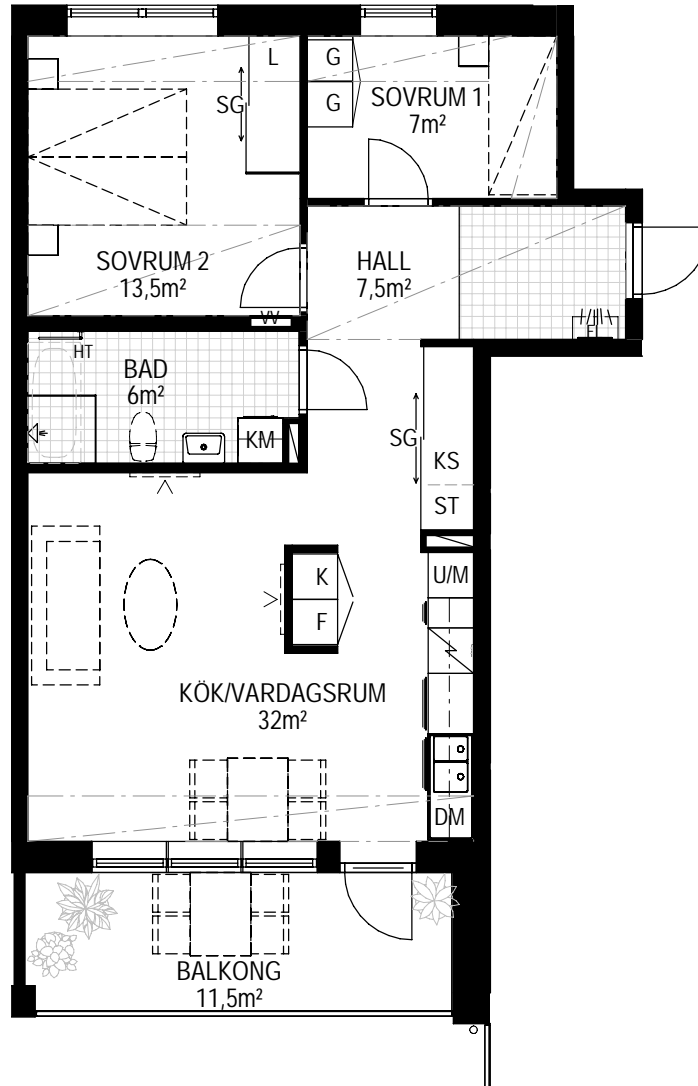 L
G
SG
G
SOVRUM 1
7m²
SOVRUM 2
13,5m²
HALL
7,5m²
VV
HT
BAD
6m²
KM
SG
KS
ST
U/M
K
F
KÖK/VARDAGSRUM
32m²
DM
BALKONG
11,5m²